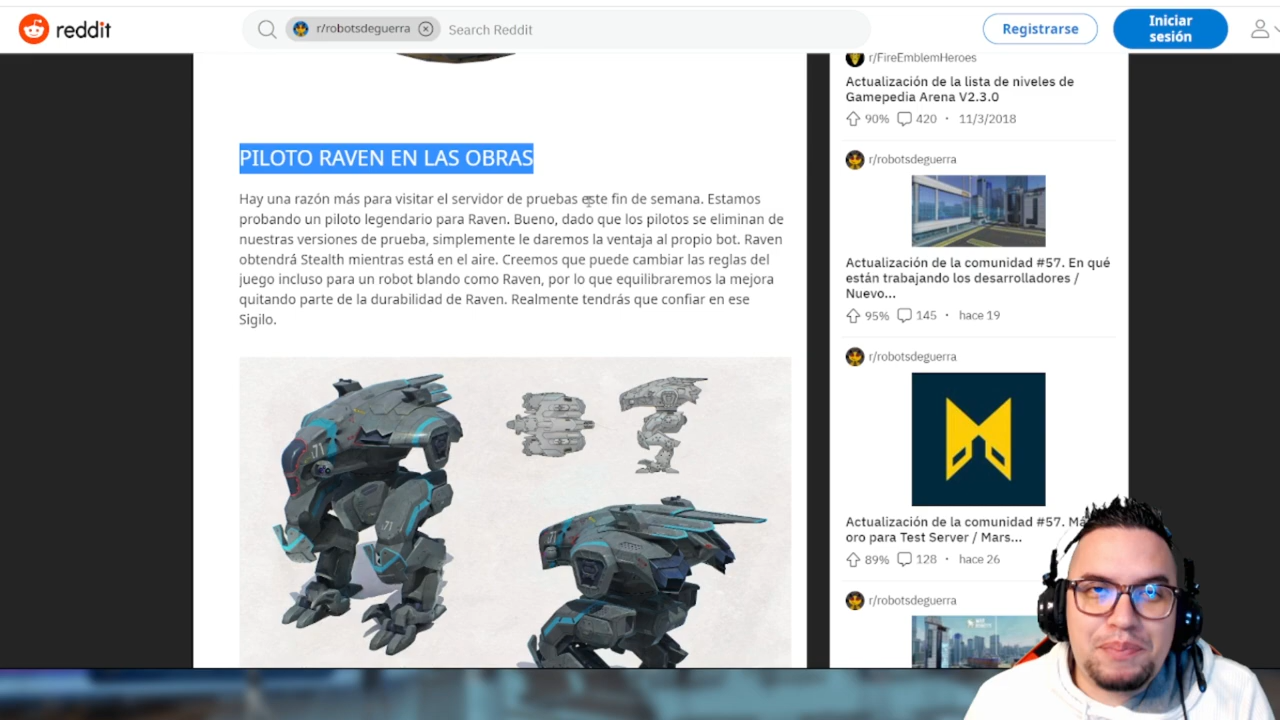 reddit
r/robotsdeguerra
Search Reddit
Registrarse
Iniciar
sesión
PILOTO RAVEN EN LAS OBRAS
Hay una razón más para visitar el servidor de pruebas este fin de semana. Estamos
probando un piloto legendario para Raven. Bueno, dado que los pilotos se eliminan de
nuestras versiones de prueba, simplemente le daremos la ventaja al propio bot. Raven
obtendrá Stealth mientras está en el aire. Creemos que puede cambiar las reglas del
juego incluso para un robot blando como Raven, por lo que equilibraremos la mejora
quitando parte de la durabilidad de Raven. Realmente tendrás que confiar en ese
Sigilo.
71
71
r/FireEmblemHeroes
Actualización de la lista de niveles de
Gamepedia Arena V2.3.0
90% 420 · 11/3/2018
r/robotsdeguerra
Actualización de la comunidad #57. En qué
están trabajando los desarrolladores /
Nuevo...
95% 145 · hace 19
r/robotsdeguerra
Actualización de la comunidad #57. Má
oro para Test Server / Mars...
89% 128 · hace 26
r/robotsdeguerra